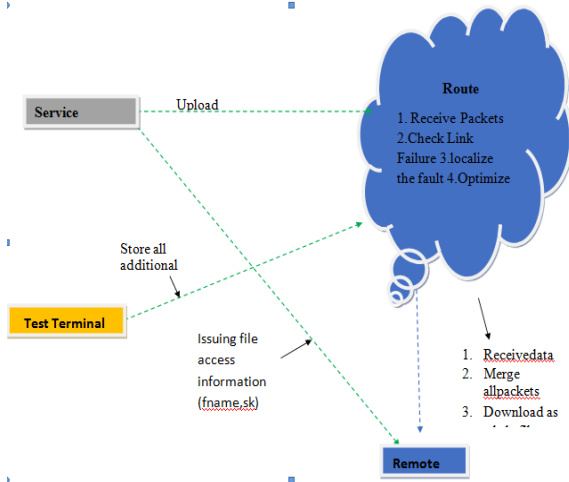 Route
1. Receive Packets
2.Check Link
Failure 3.localize
the fault 4.Optimize
Service
Upload
Store all
additional
Test Terminal
Issuing file
access
information
(fname,sk)
1. Receivedata
2. Merge
allpackets
3. Download as
Remote